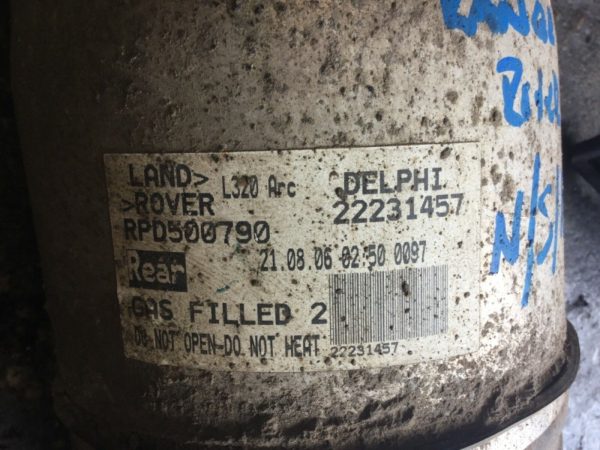 LAND> L320 Arc DELPHI
>ROVER 22231457
RPD500790
Rear 21.08.06 02:50 0097
GAS FILLED 2
DO NOT OPEN-DO NOT HEAT 22231457
N/S/